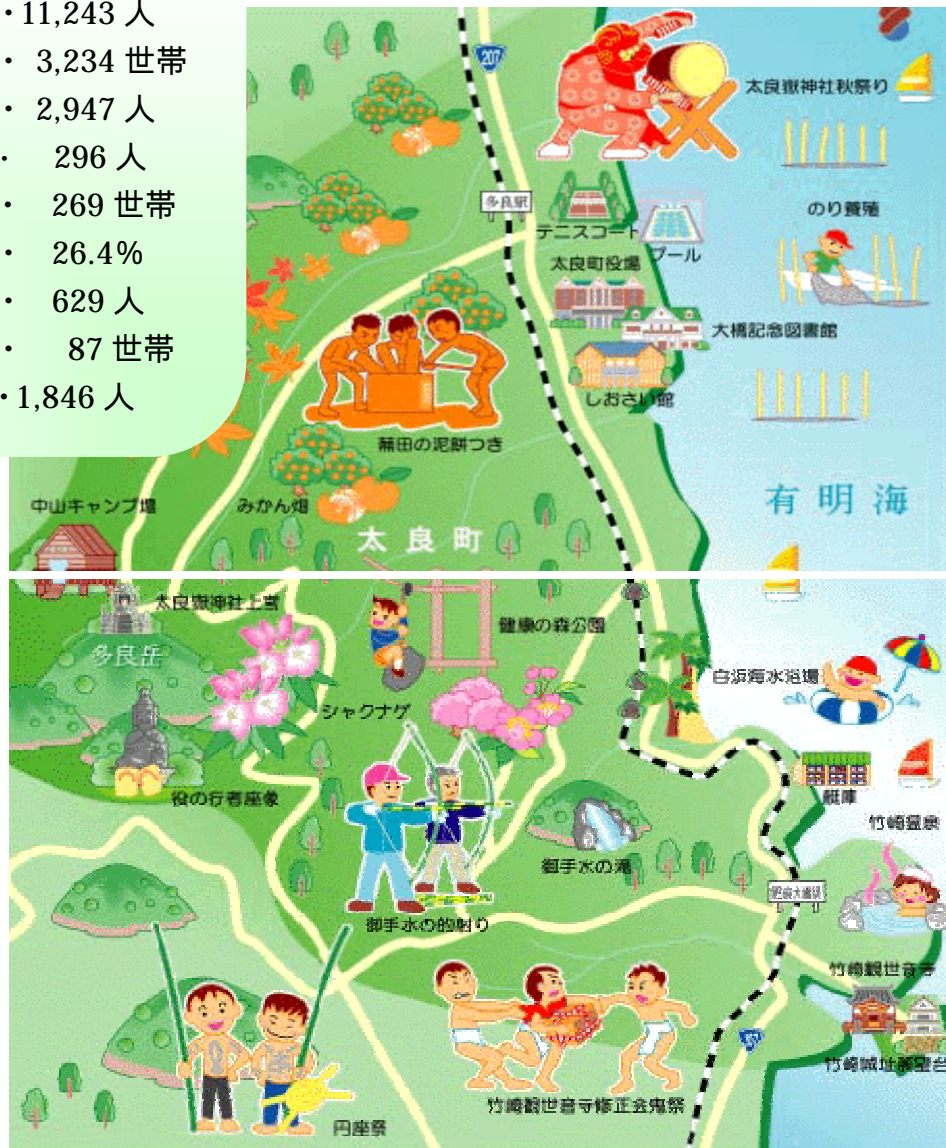 ・11,243 人
・ 3,234 世帯
・ 2,947 人
・ 296 人
・ 269 世帯
・ 26.4%
・ 629 人
・ 87 世帯
・1,846 人
207
太良嶽神社秋祭り
多良駅
のり養殖
テニスコート
プール
太良町役場
大橋記念図書館
しおさい館
蕪田の泥餅つき
有明海
中山キャンプ場
みかん畑
太良町
太良嶽神社上宮
健康の森公園
多良岳
白浜海水浴場
シャクナゲ
役の行者座像
艇庫
竹崎温泉
御手水の滝
肥前大浦駅
御手水の的射り
竹崎観世音寺
竹崎城址展望台
竹崎観世音寺修正会鬼祭
円座祭